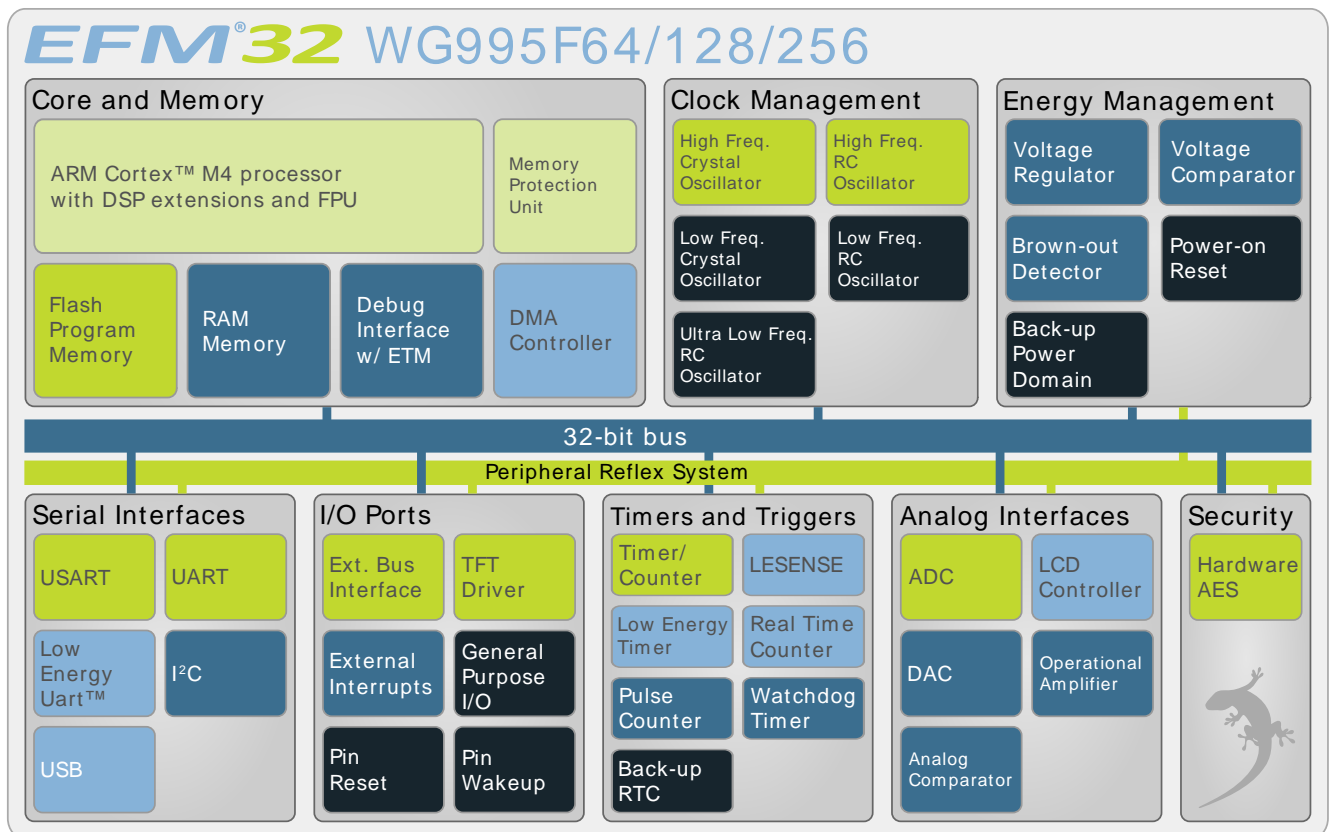 EFM®32 WG995F64/128/256
Core and Memory
ARM Cortex™ M4 processor
with DSP extensions and FPU
Memory
Protection
Unit
Flash
Program
Memory
RAM
Memory
Debug
Interface
w/ ETM
DMA
Controller
Clock Management
High Freq.
Crystal
Oscillator
High Freq.
RC
Oscillator
Low Freq.
Crystal
Oscillator
Low Freq.
RC
Oscillator
Ultra Low Freq.
RC
Oscillator
Energy Management
Voltage
Regulator
Voltage
Comparator
Brown-out
Detector
Power-on
Reset
Back-up
Power
Domain
32-bit bus
Peripheral Reflex System
Serial Interfaces
USART
UART
Low
Energy
Uart™
I²C
USB
I/O Ports
Ext. Bus
Interface
TFT
Driver
External
Interrupts
General
Purpose
I/O
Pin
Reset
Pin
Wakeup
Timers and Triggers
Timer/
Counter
LESENSE
Low Energy
Timer
Real Time
Counter
Pulse
Counter
Watchdog
Timer
Back-up
RTC
Analog Interfaces
ADC
LCD
Controller
DAC
Operational
Amplifier
Analog
Comparator
Security
Hardware
AES